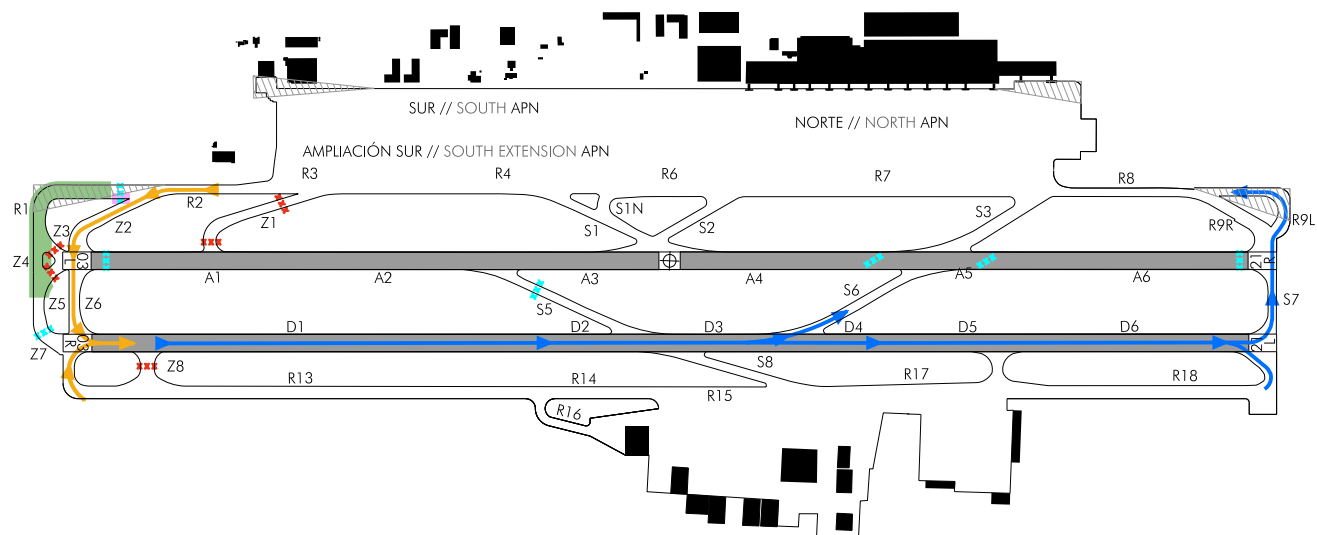 SUR // SOUTH APN
NORTE // NORTH APN
AMPLIACIÓN SUR // SOUTH EXTENSION APN
R3
R4
R6
R7
R8
R1
R2
S1N
S1
S2
S3
R9L
R9R
Z1
Z2
Z3
Z4
03
L
21
R
A1
A2
A3
A4
A5
A6
Z5
Z6
S5
S6
S7
Z7
D1
D2
D3
D4
D5
D6
03
R
21
L
Z8
S8
R13
R14
R15
R17
R18
R16